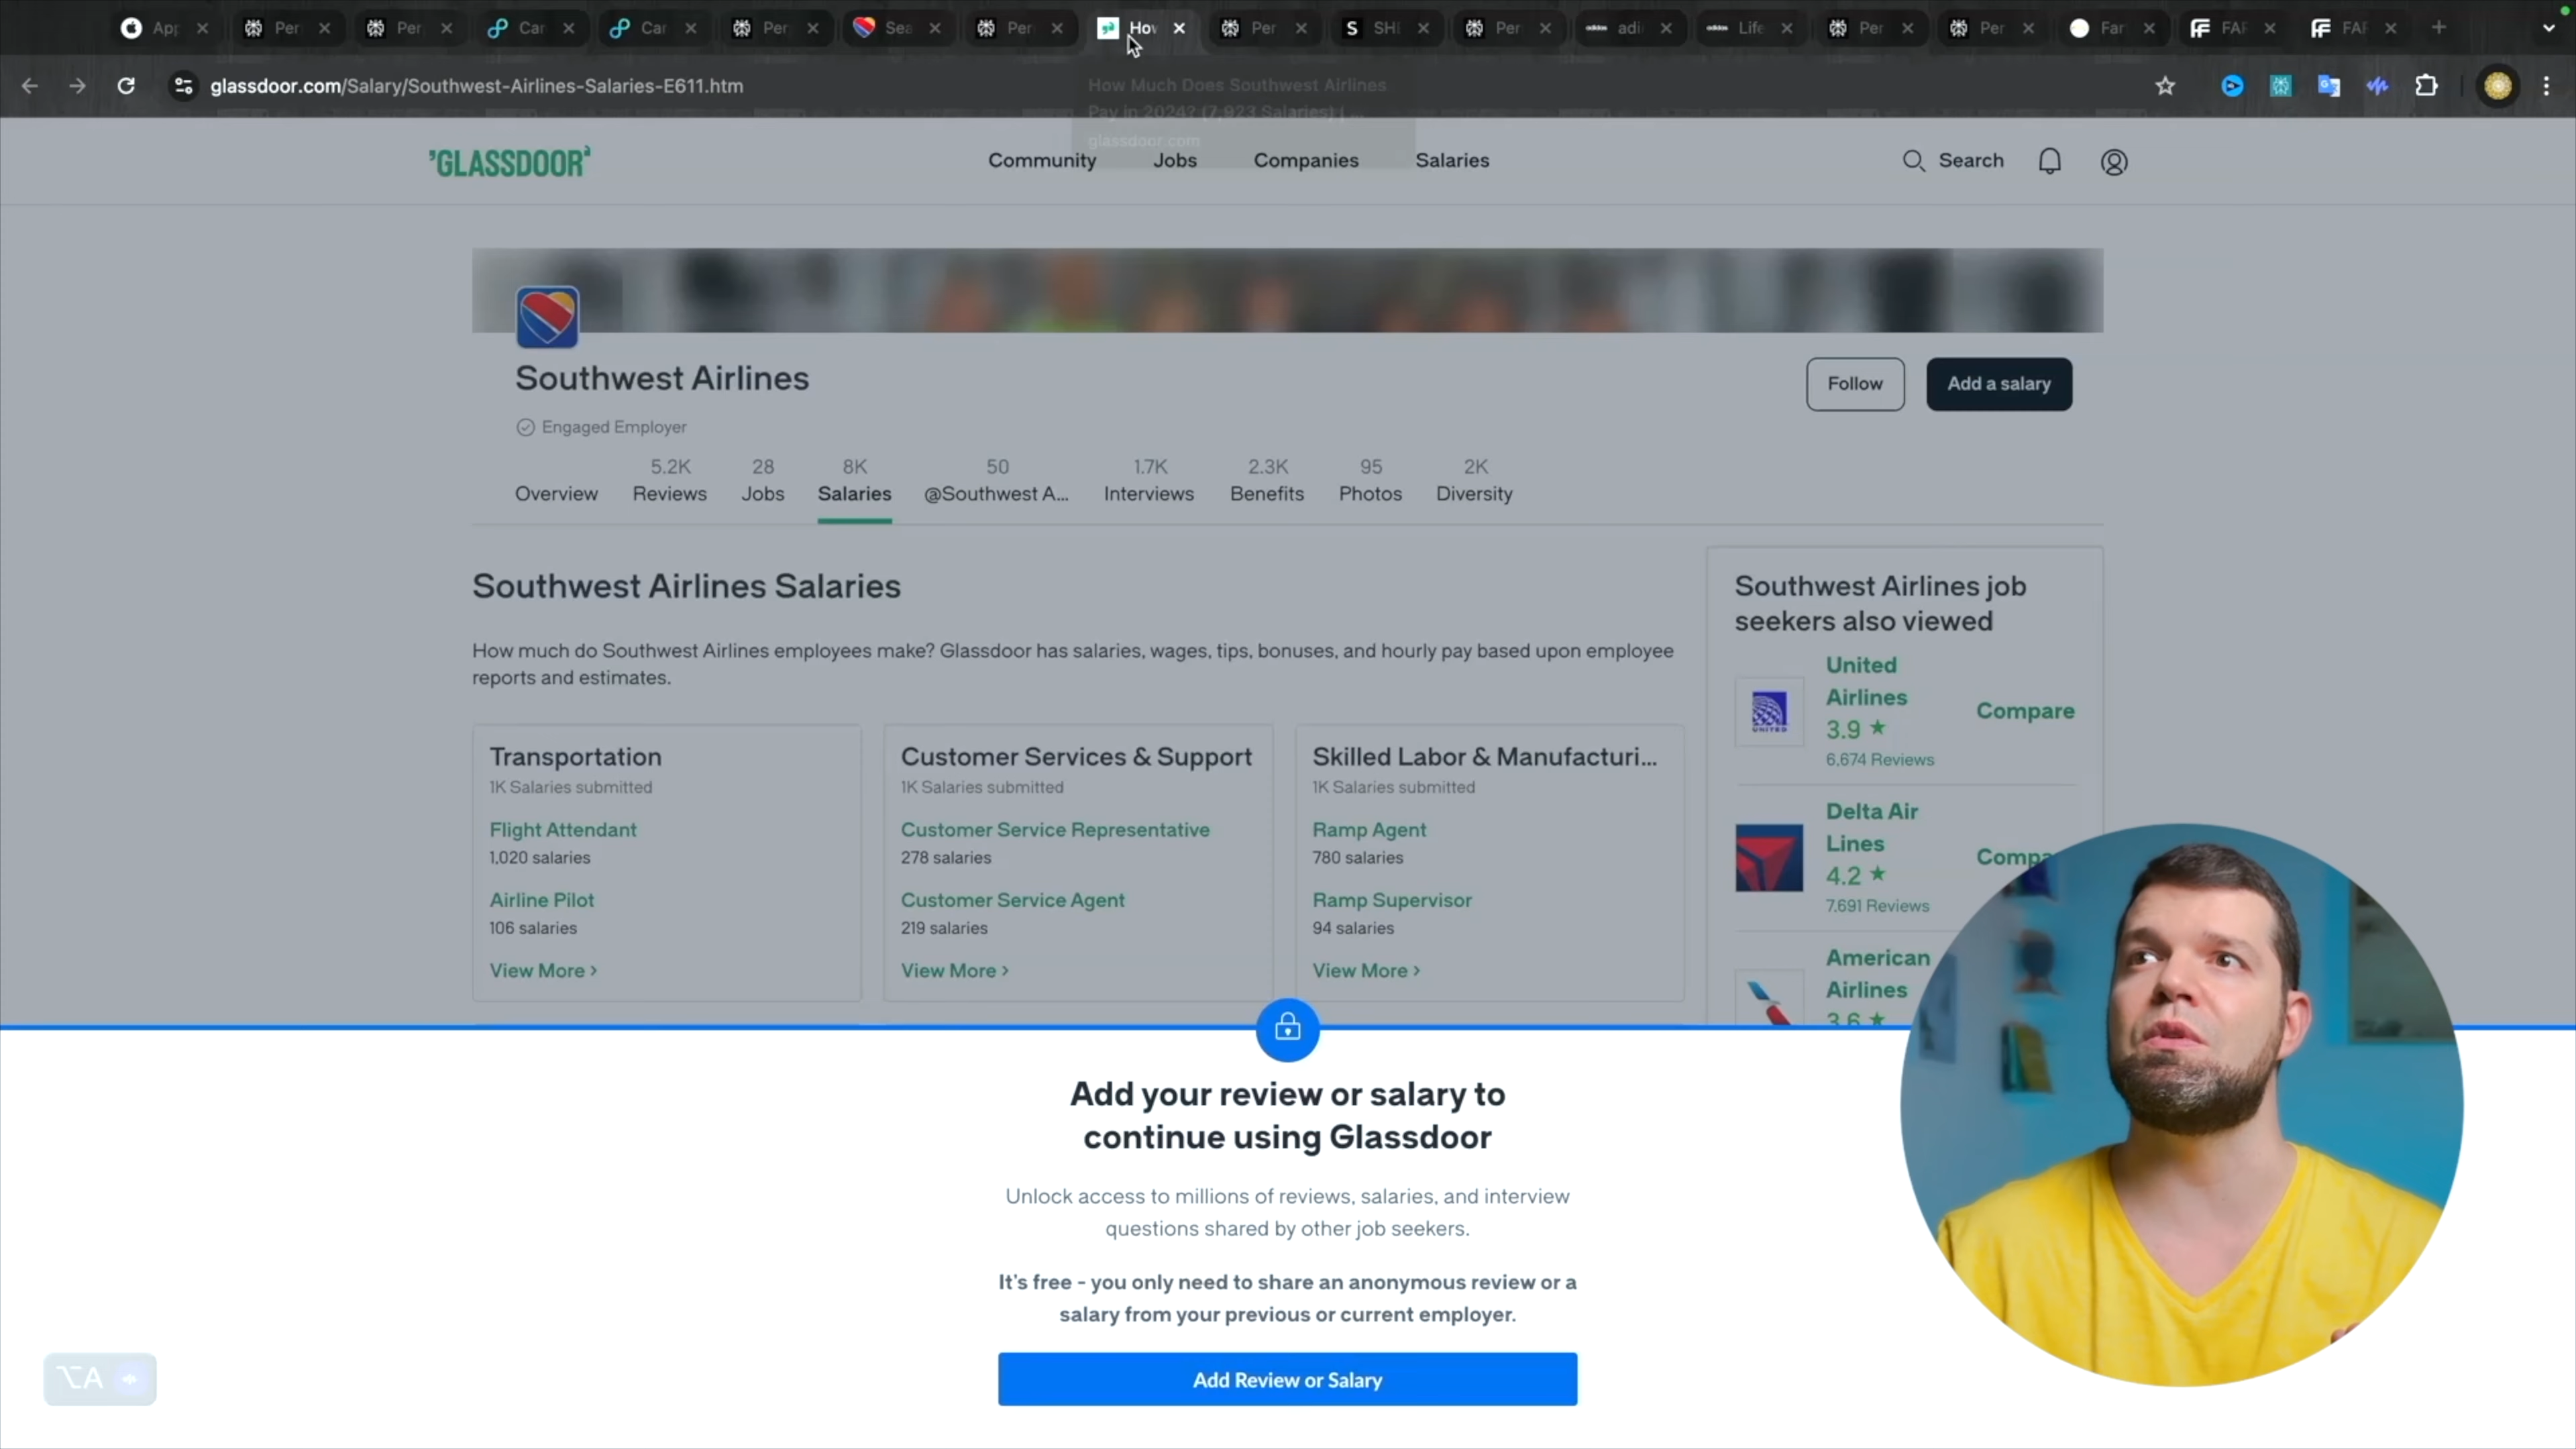 App Per Per Car Car Per Sea Per Hov Per S SHI Per adi Life Per Per Far FAF FAF
glassdoor.com/Salary/Southwest-Airlines-Salaries-E611.htm
How Much Does Southwest Airlines
Pay in 2024? (7,923 Salaries) | ...
glassdoor.com
GLASSDOOR
Community Jobs Companies Salaries Search
Southwest Airlines
Follow Add a salary
Engaged Employer
5.2K 28 8K 50 1.7K 2.3K 95 2K
Overview Reviews Jobs Salaries @Southwest A... Interviews Benefits Photos Diversity
Southwest Airlines Salaries
How much do Southwest Airlines employees make? Glassdoor has salaries, wages, tips, bonuses, and hourly pay based upon employee
reports and estimates.
Transportation
1K Salaries submitted
Flight Attendant
1,020 salaries
Airline Pilot
106 salaries
View More ›
Customer Services & Support
1K Salaries submitted
Customer Service Representative
278 salaries
Customer Service Agent
219 salaries
View More ›
Skilled Labor & Manufacturi...
1K Salaries submitted
Ramp Agent
780 salaries
Ramp Supervisor
94 salaries
View More ›
Southwest Airlines job
seekers also viewed
UNITED
United
Airlines
Compare
3.9 ★
6,674 Reviews
Delta Air
Lines
Compa
4.2 ★
7,691 Reviews
American
Airlines
3.6 ★
Add your review or salary to
continue using Glassdoor
Unlock access to millions of reviews, salaries, and interview
questions shared by other job seekers.
It's free - you only need to share an anonymous review or a
salary from your previous or current employer.
Add Review or Salary
⌥A